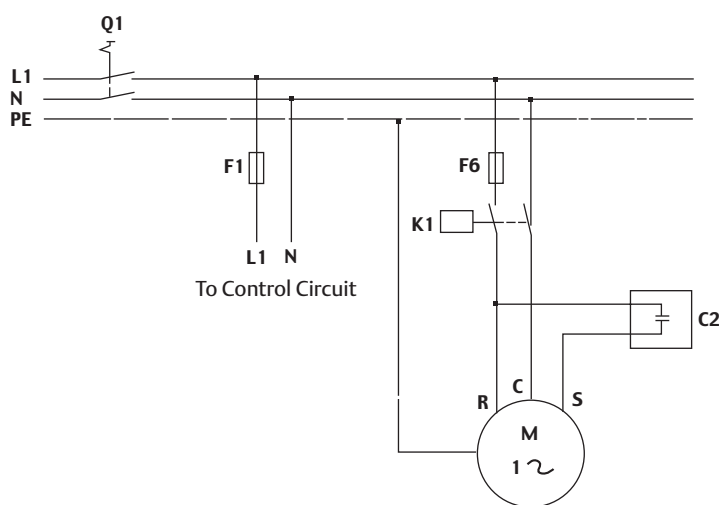 Q1
L1
N
PE
F1
F6
K1
L1 N
To Control Circuit
C2
R C S
M
1